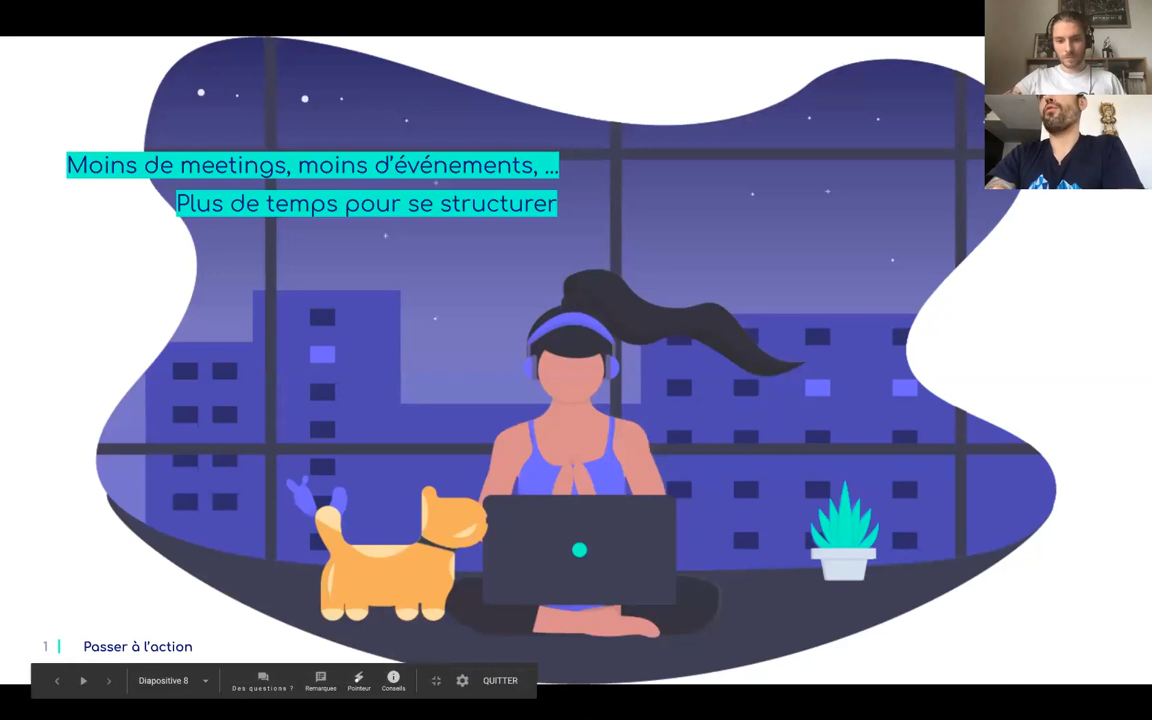 Moins de meetings, moins d’événements, ...
Plus de temps pour se structurer
1 | Passer à l’action
Diapositive 8
Des questions ?
Remarques
Pointeur
Conseils
QUITTER